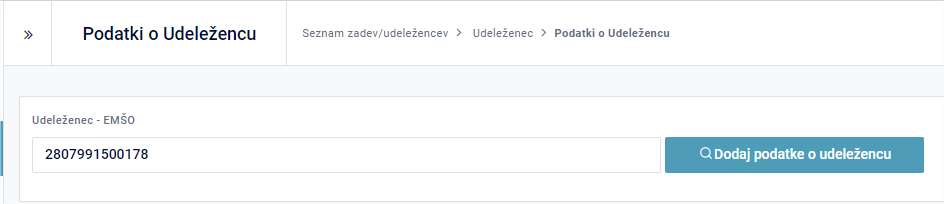 Podatki o Udeležencu
Seznam zadev/udeležencev > Udeleženec > Podatki o Udeležencu
Udeleženec - EMŠO
2807991500178
Dodaj podatke o udeležencu